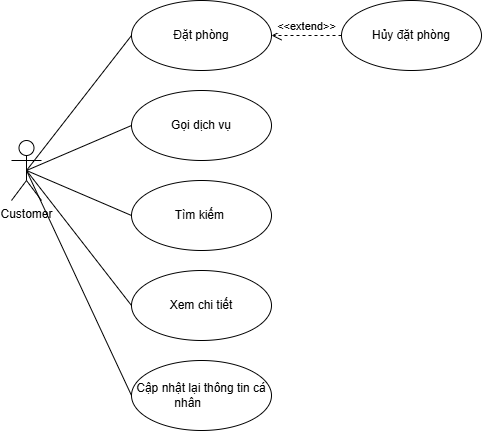 Đặt phòng
<<extend>>
Hủy đặt phòng
Gọi dịch vụ
Customer
Tìm kiếm
Xem chi tiết
Cập nhật lại thông tin cá
nhân